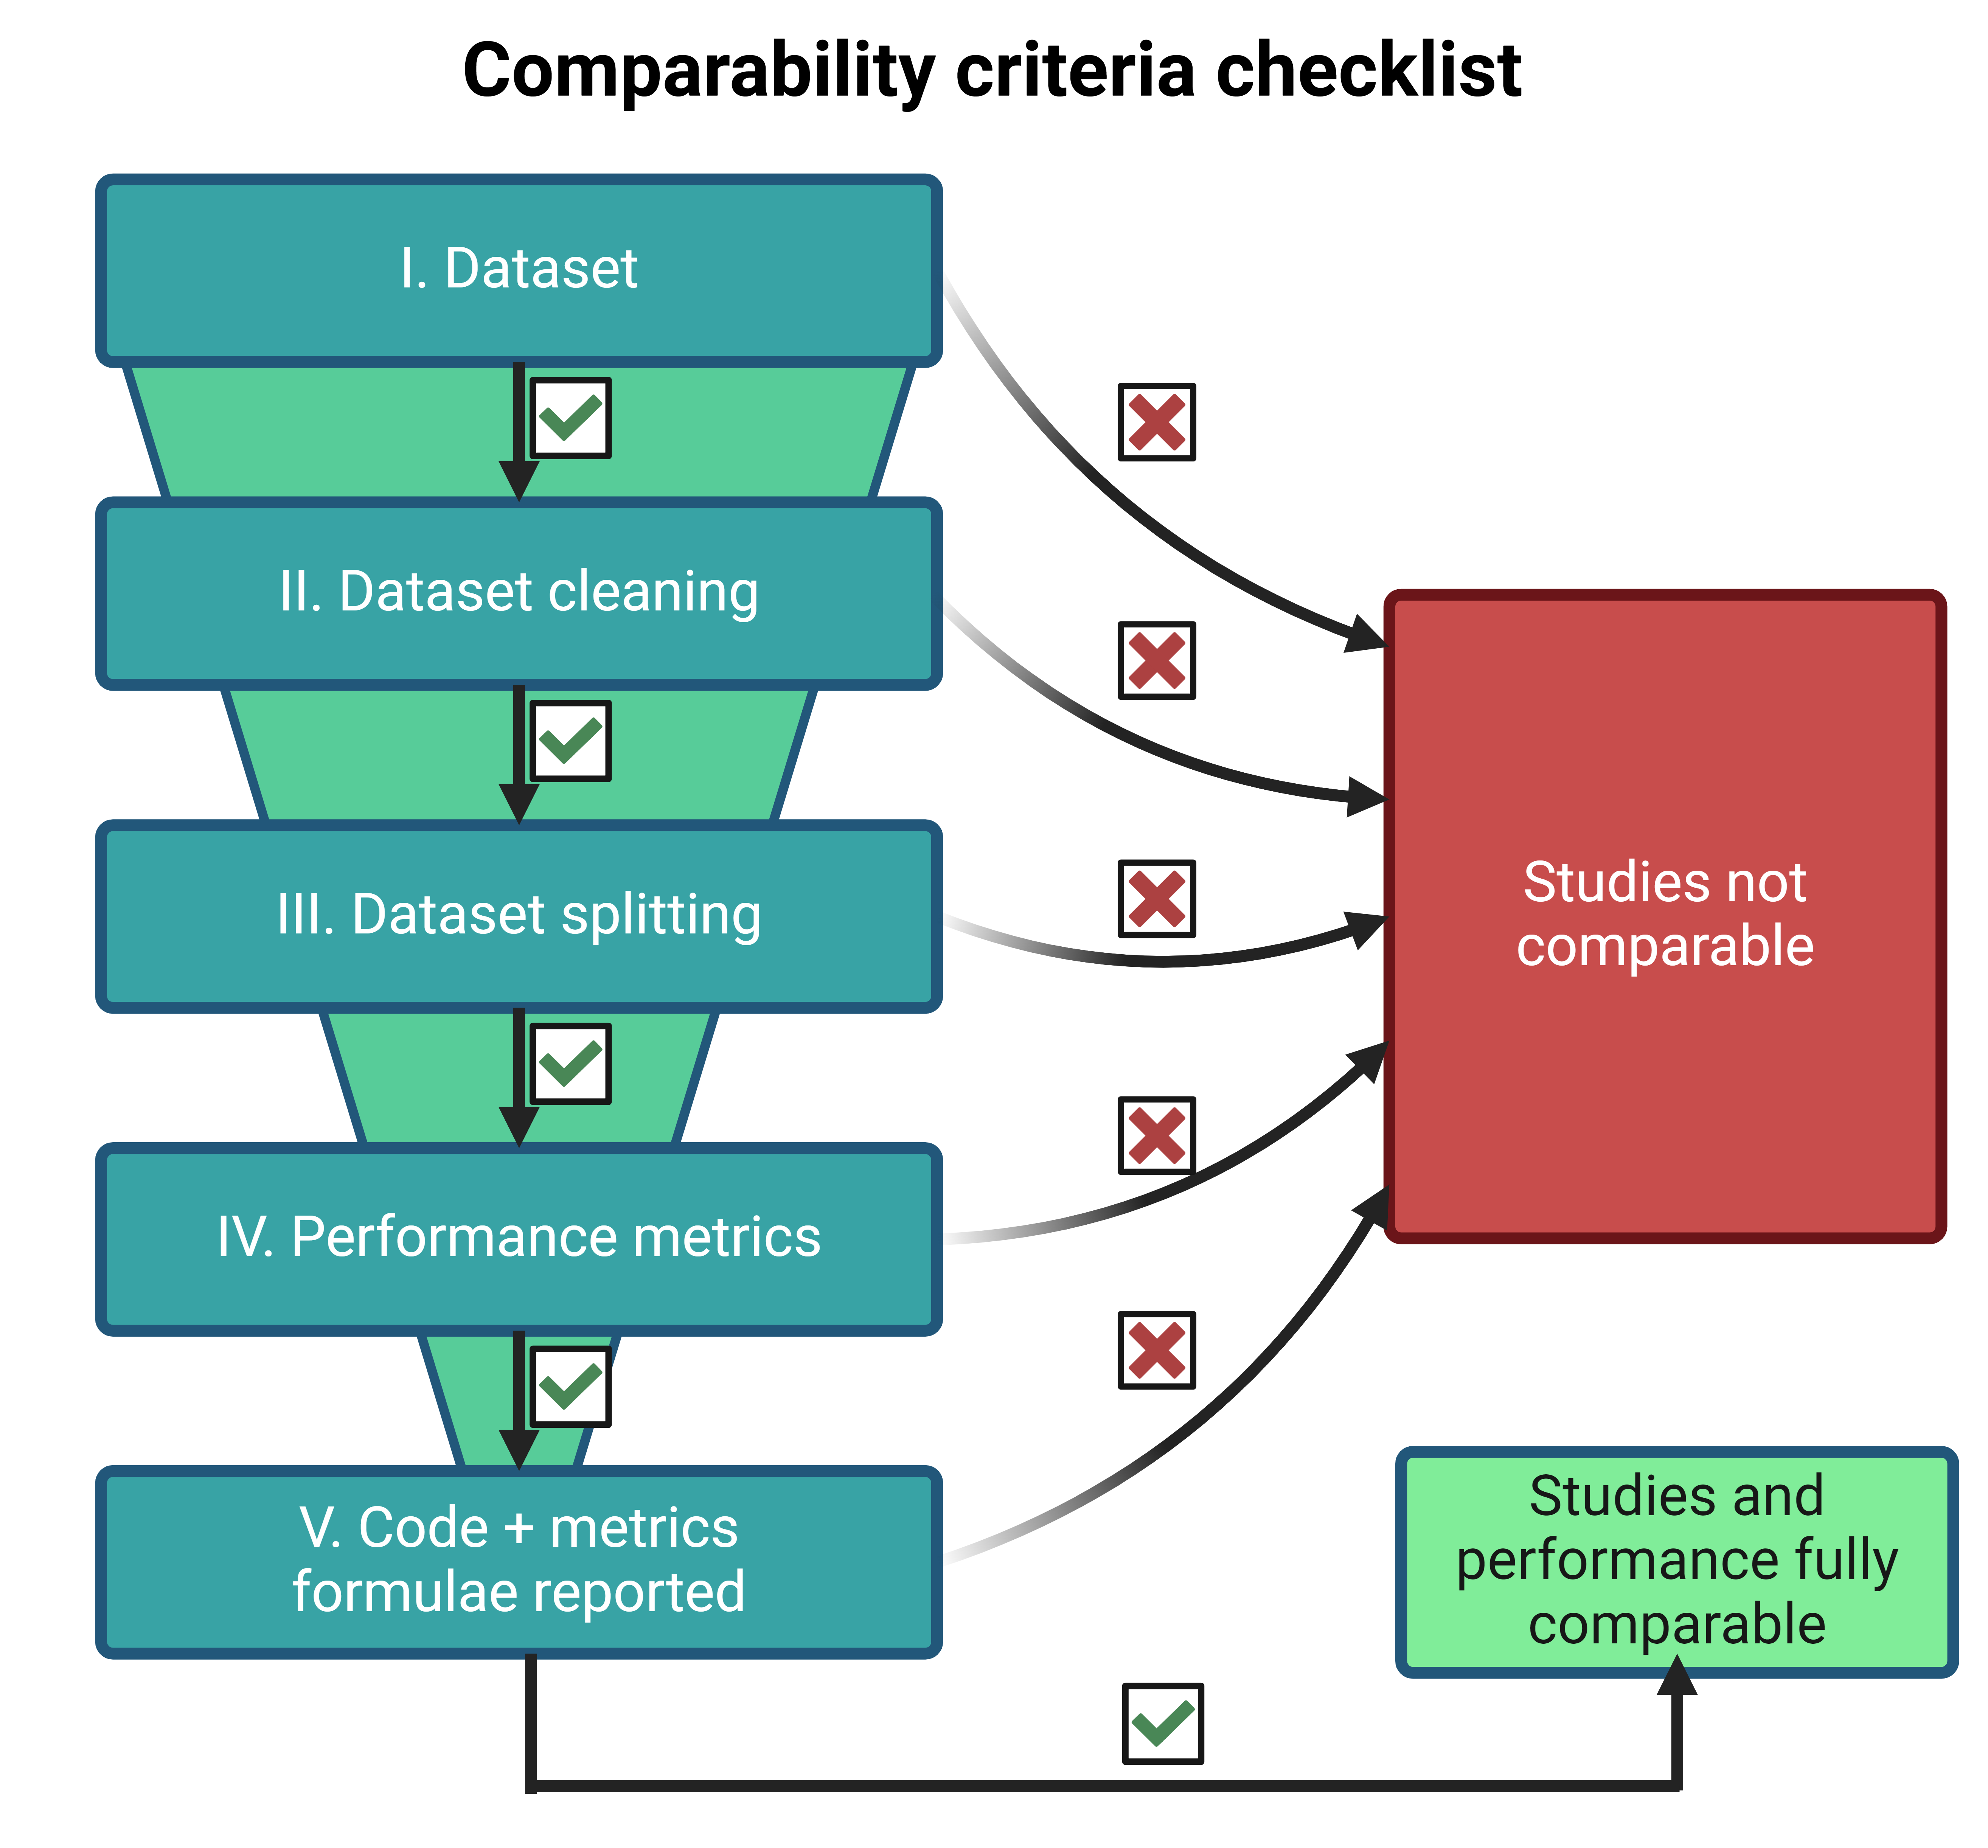 Comparability criteria checklist
I. Dataset
II. Dataset cleaning
III. Dataset splitting
IV. Performance metrics
V. Code + metrics
formulae reported
Studies not
comparable
Studies and
performance fully
comparable